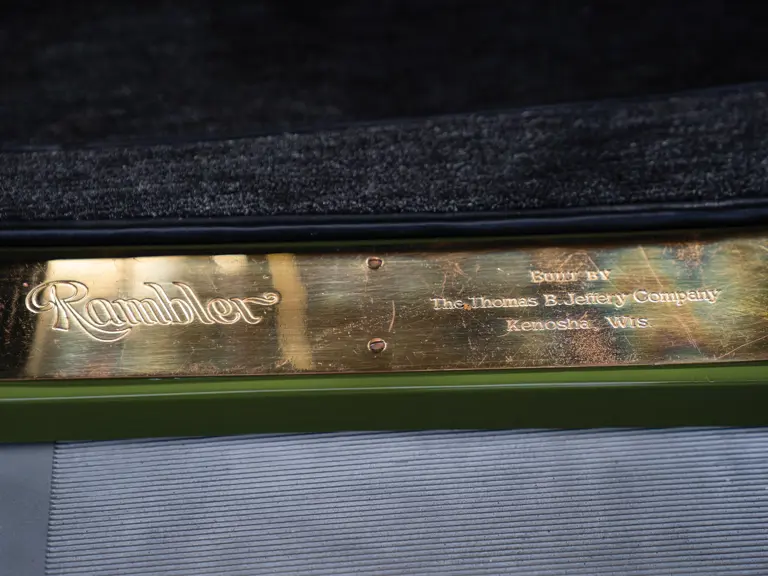 Rambler
BUILT BY
The Thomas B. Jeffery Company
Kenosha, Wis.